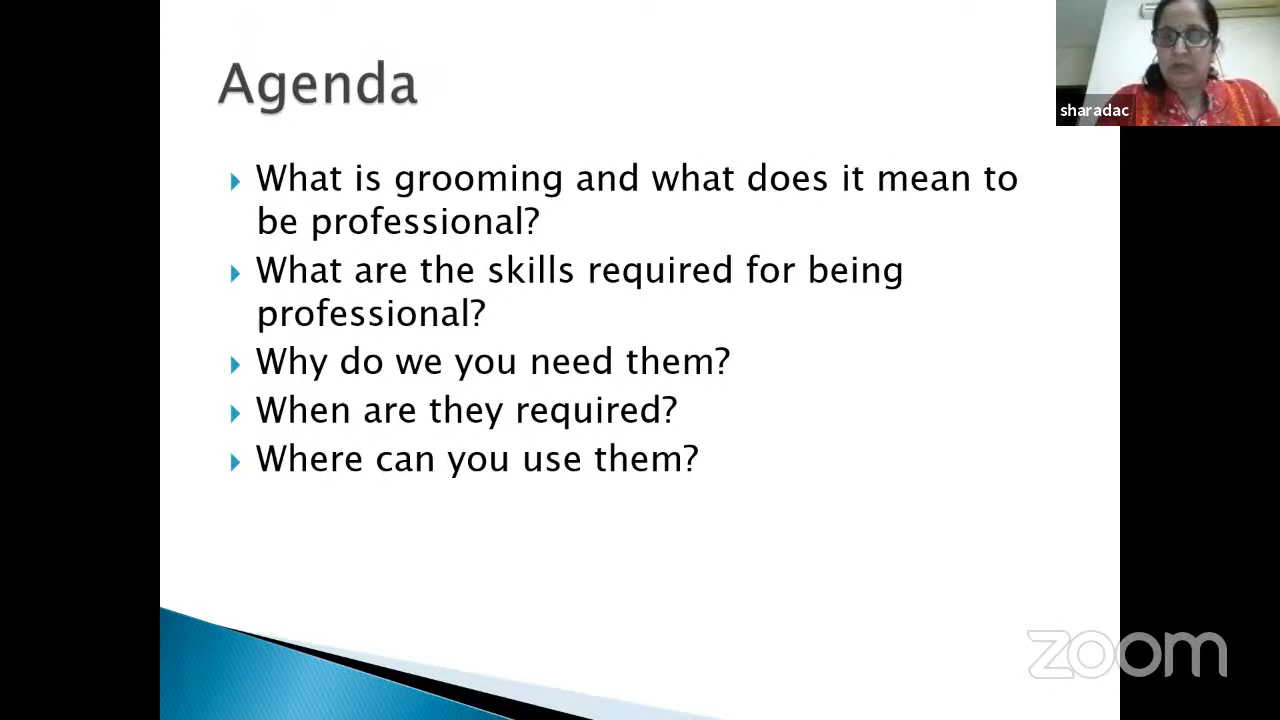 Agenda
sharadac
What is grooming and what does it mean to
be professional?
What are the skills required for being
professional?
Why do we you need them?
When are they required?
Where can you use them?
zoom